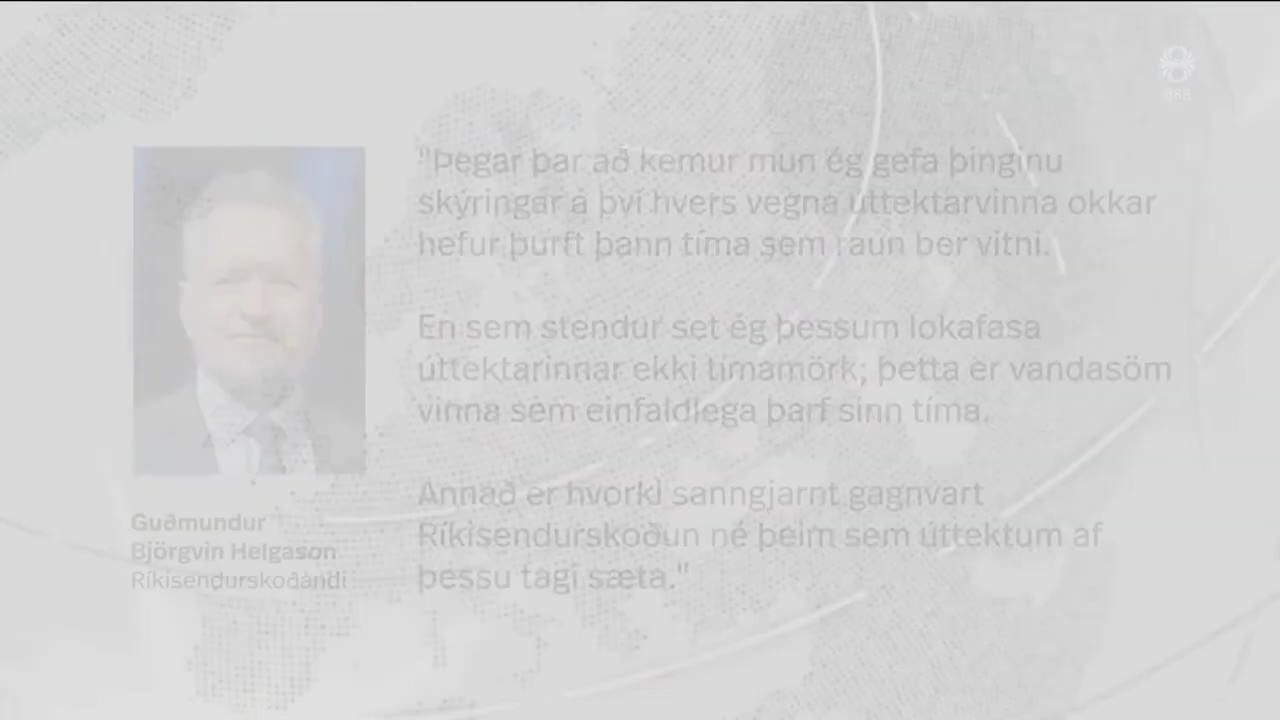 "Þegar þar að kemur mun ég gefa þinginu
skýringar á því hvers vegna úttektarvinna okkar
hefur þurft þann tíma sem raun ber vitni.
En sem stendur set ég þessum lokafasa
úttektarinnar ekki tímamörk; þetta er vandasöm
vinna sem einfaldlega þarf sinn tíma.
Annað er hvorki sanngjarnt gagnvart
Ríkisendurskoðun né þeim sem úttektum af
þessu tagi sæta."
Guðmundur
Björgvin Helgason
Ríkisendurskoðandi